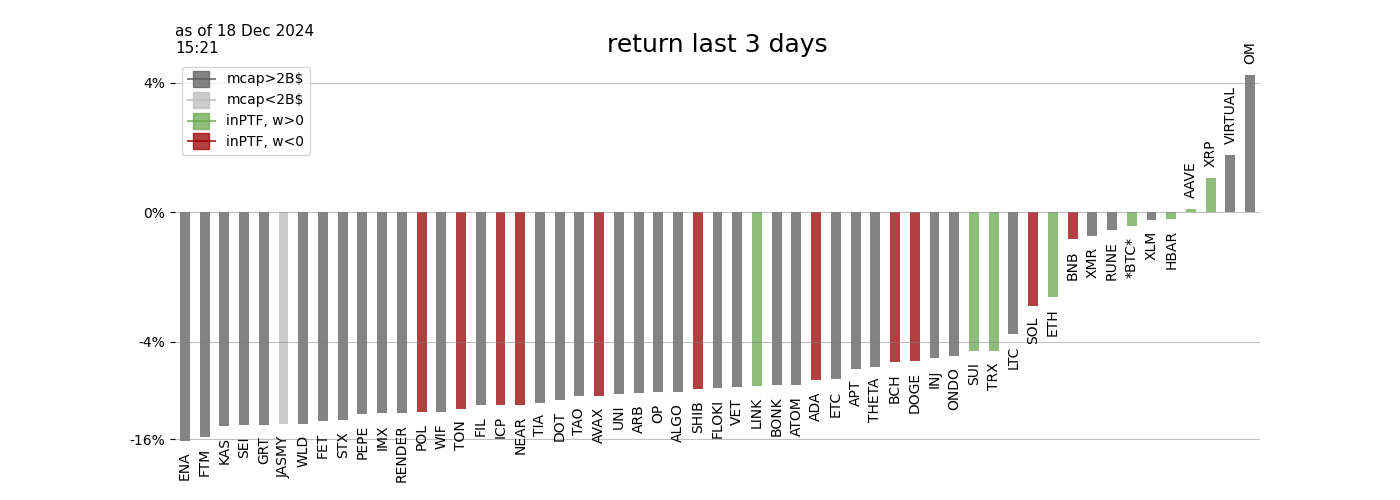 as of 18 Dec 2024
15:21
return last 3 days
mcap>2B$
mcap<2B$
inPTF, w>0
inPTF, w<0
4%
0%
-4%
-16%
ENA
FTM
KAS
SEI
GRT
JASMY
WLD
FET
STX
PEPE
IMX
RENDER
POL
WIF
TON
FIL
ICP
NEAR
TIA
DOT
TAO
AVAX
UNI
ARB
OP
ALGO
SHIB
FLOKI
VET
LINK
BONK
ATOM
ADA
ETC
APT
THETA
BCH
DOGE
INJ
ONDO
SUI
TRX
LTC
SOL
ETH
BNB
XMR
RUNE
*BTC*
XLM
HBAR
AAVE
XRP
VIRTUAL
OM